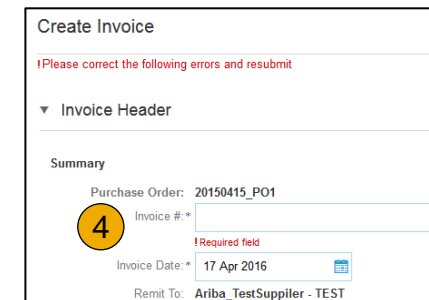 Create Invoice
!Please correct the following errors and resubmit
▼ Invoice Header
Summary
Purchase Order: 20150415_PO1
4
Invoice #:*
!Required field
Invoice Date:* 17 Apr 2016
Remit To: Ariba_TestSuppiler - TEST